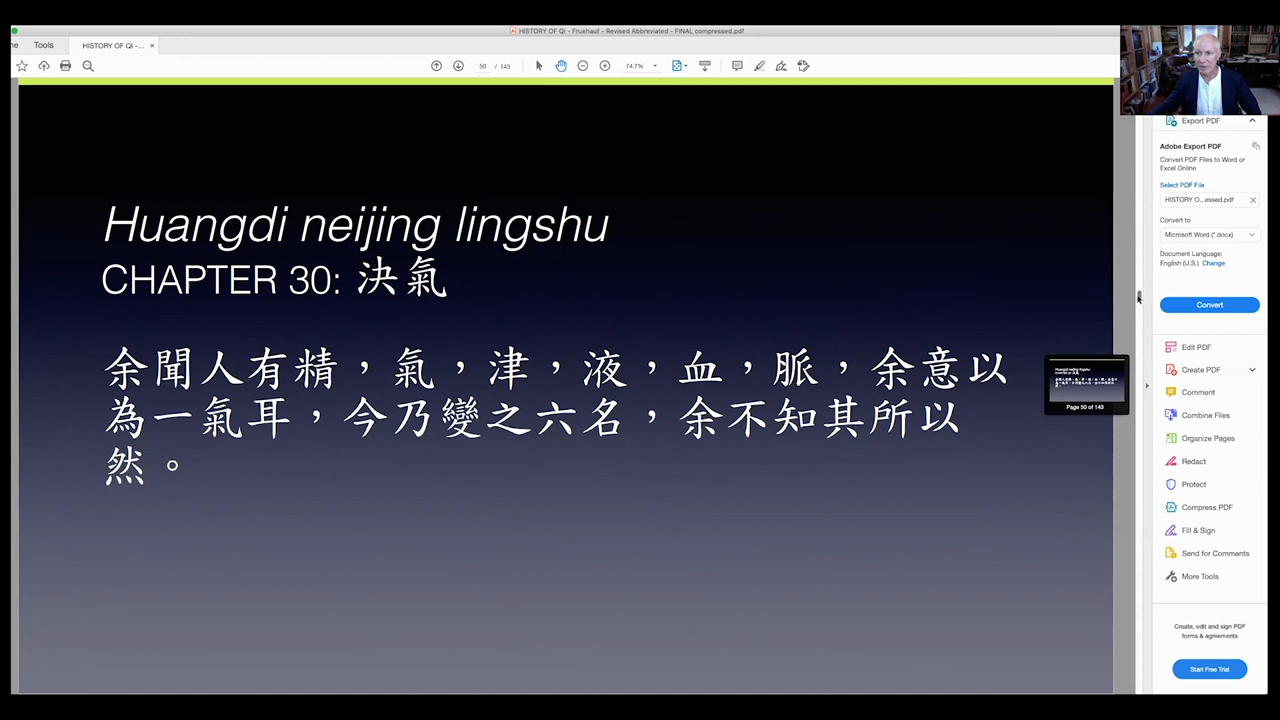 HISTORY OF QI - Fruehauf - Revised Abbreviated - FINAL compressed.pdf
ne
Tools
HISTORY OF QI -... ×
50 / 143
74.7%
Huangdi neijing lingshu
CHAPTER 30: 決氣
余聞人有精，氣，津，液，血，脈，余意以
為一氣耳，今乃變之六名，余不知其所以
然。
Page 50 of 143
Export PDF
Adobe Export PDF
Convert PDF Files to Word or
Excel Online
Select PDF File
HISTORY O...essed.pdf
Convert to
Microsoft Word (*.docx)
Document Language:
English (U.S.) Change
Convert
Edit PDF
Create PDF
Comment
Combine Files
Organize Pages
Redact
Protect
Compress PDF
Fill & Sign
Send for Comments
More Tools
Create, edit and sign PDF
forms & agreements
Start Free Trial